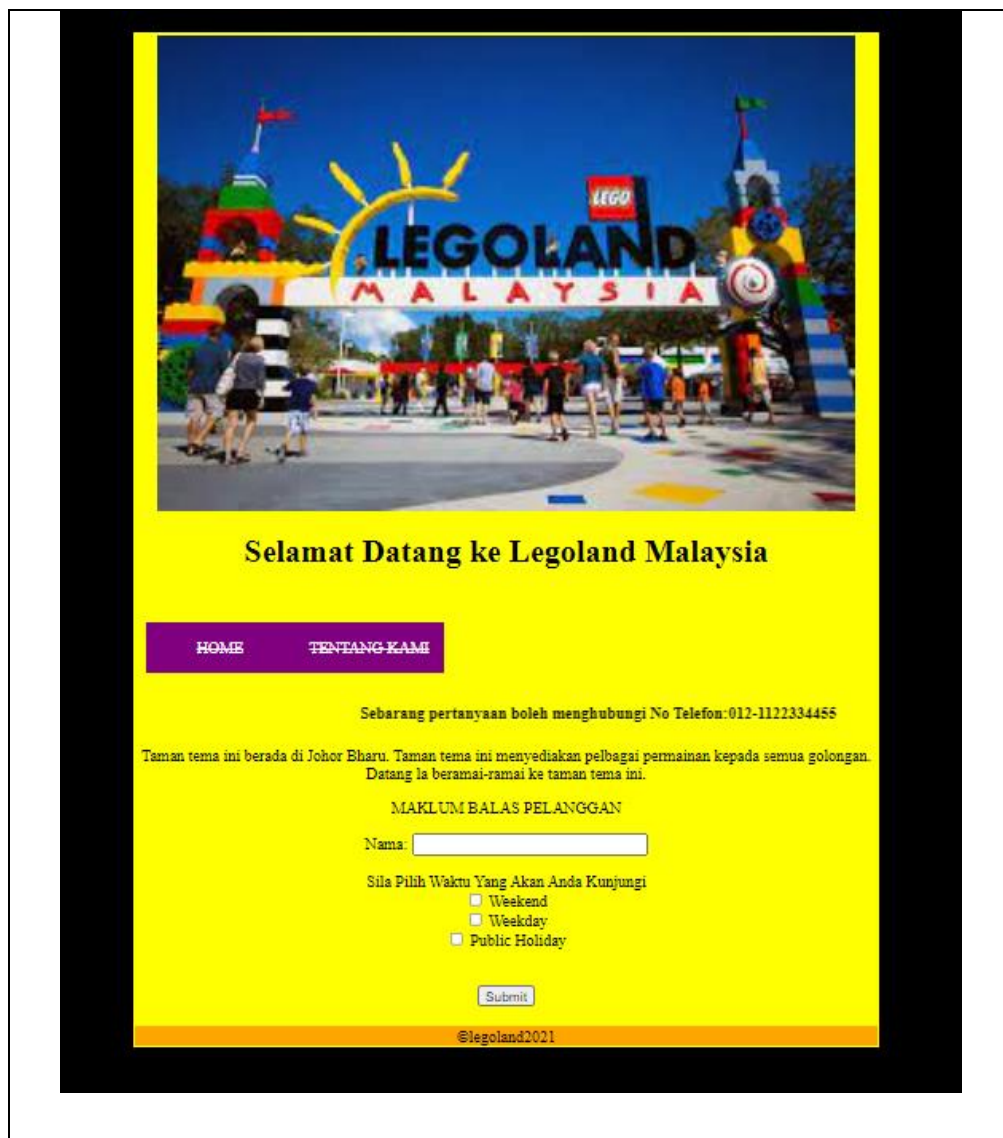 LEGO
LEGOLAND
MALAYSIA
Selamat Datang ke Legoland Malaysia
HOME TENTANG KAMI
Sebarang pertanyaan boleh menghubungi No Telefon:012-1122334455
Taman tema ini berada di Johor Bharu. Taman tema ini menyediakan pelbagai permainan kepada semua golongan.
Datang la beramai-ramai ke taman tema ini.
MAKLUM BALAS PELANGGAN
Nama:
Sila Pilih Waktu Yang Akan Anda Kunjungi
Weekend
Weekday
Public Holiday
Submit
©legoland2021